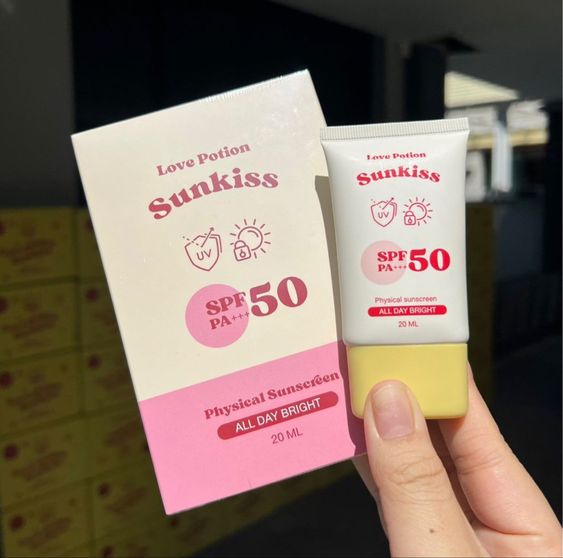 Love Potion
Sunkiss
UV
SPF 50
PA+++
Physical Sunscreen
ALL DAY BRIGHT
20 ML
Love Potion
Sunkiss
UV
SPF 50
PA+++
Physical sunscreen
ALL DAY BRIGHT
20 ML